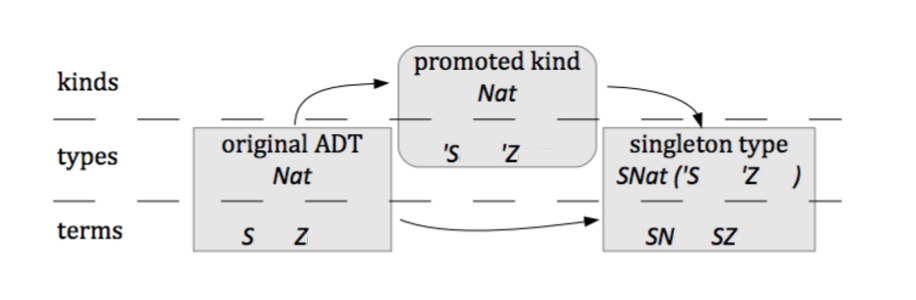 promoted kind
Nat
kinds
original ADT
singleton type
types
'S 'Z
Nat
SNat ('S 'Z )
terms
S Z
SN SZ